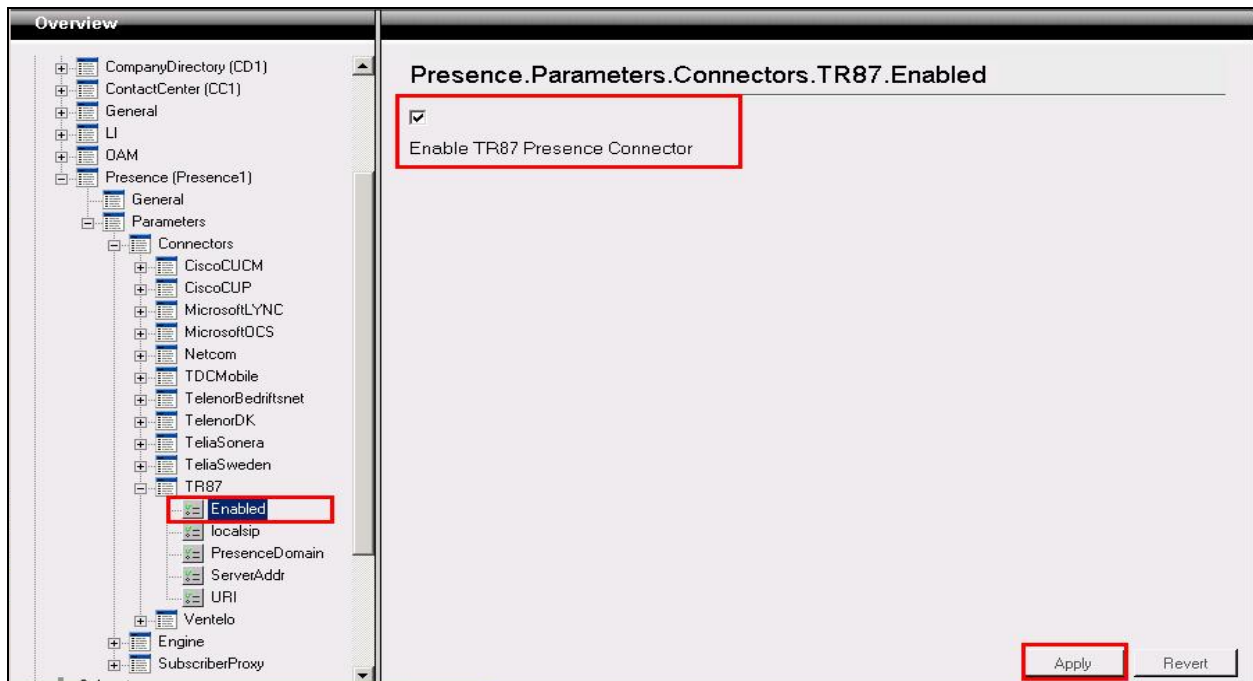 Overview
CompanyDirectory (CD1)
ContactCenter (CC1)
General
LI
OAM
Presence (Presence1)
General
Parameters
Connectors
CiscoCUCM
CiscoCUP
MicrosoftLYNC
MicrosoftOCS
Netcom
TDCMobile
TelenorBedriftsnet
TelenorDK
TeliaSonera
TeliaSweden
TR87
Enabled
localsip
PresenceDomain
ServerAddr
URI
Ventelo
Engine
SubscriberProxy
Presence.Parameters.Connectors.TR87.Enabled
Enable TR87 Presence Connector
Apply Revert